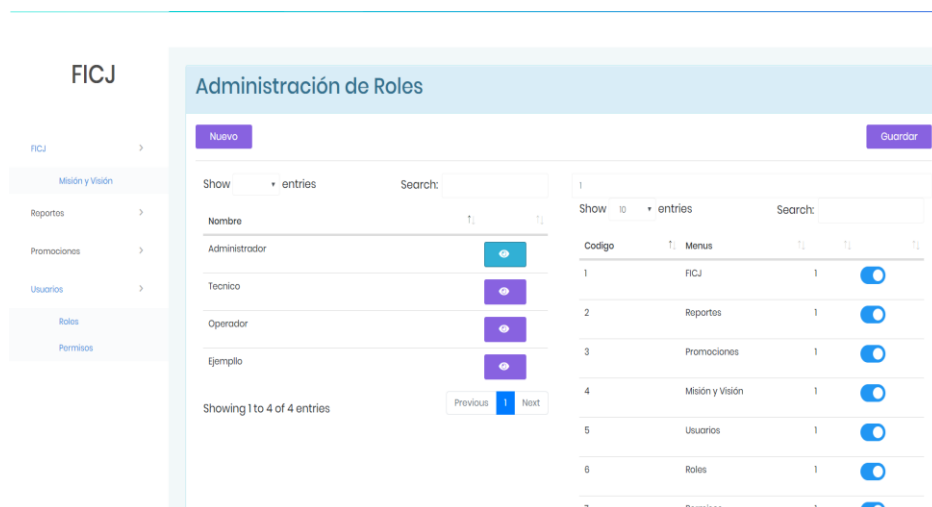 FICJ
FICJ
Misión y Visión
Reportes
Promociones
Usuarios
Roles
Permisos
Administración de Roles
Nuevo
Guardar
Show entries
Search:
Nombre
Administrador
Tecnico
Operador
Ejempllo
Showing 1 to 4 of 4 entries
Previous 1 Next
1
Show 10 entries
Search:
Codigo Menus
1 FICJ 1
2 Reportes 1
3 Promociones 1
4 Misión y Visión 1
5 Usuarios 1
6 Roles 1